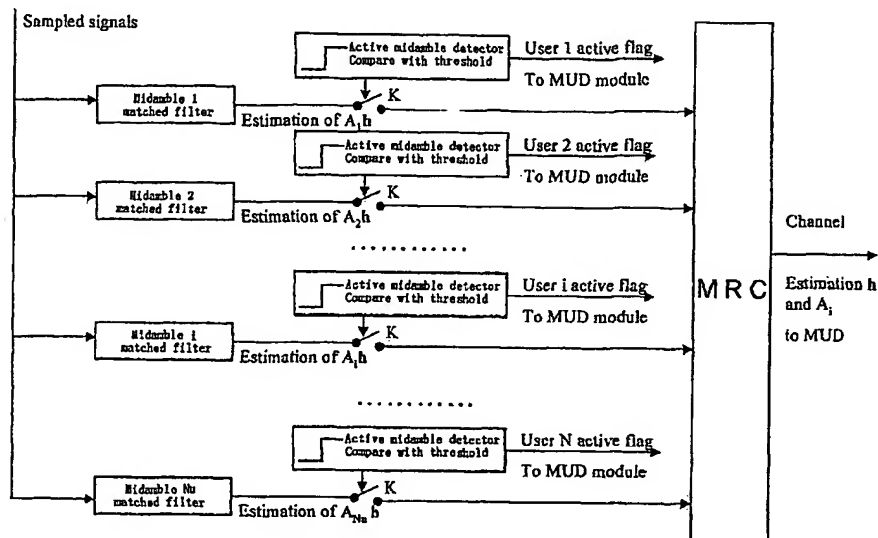 Sampled signals
Active midamble detector
Compare with threshold
User 1 active flag
To MUD module
Midamble 1
matched filter
K
Estimation of A1h
Active midamble detector
Compare with threshold
User 2 active flag
To MUD module
Midamble 2
matched filter
K
Estimation of A2h
............
Active midamble detector
Compare with threshold
User i active flag
To MUD module
Midamble i
matched filter
K
Estimation of Aih
............
Active midamble detector
Compare with threshold
User N active flag
To MUD module
Midamble Nu
matched filter
K
Estimation of ANu h
MRC
Channel
Estimation h
and Ai
to MUD